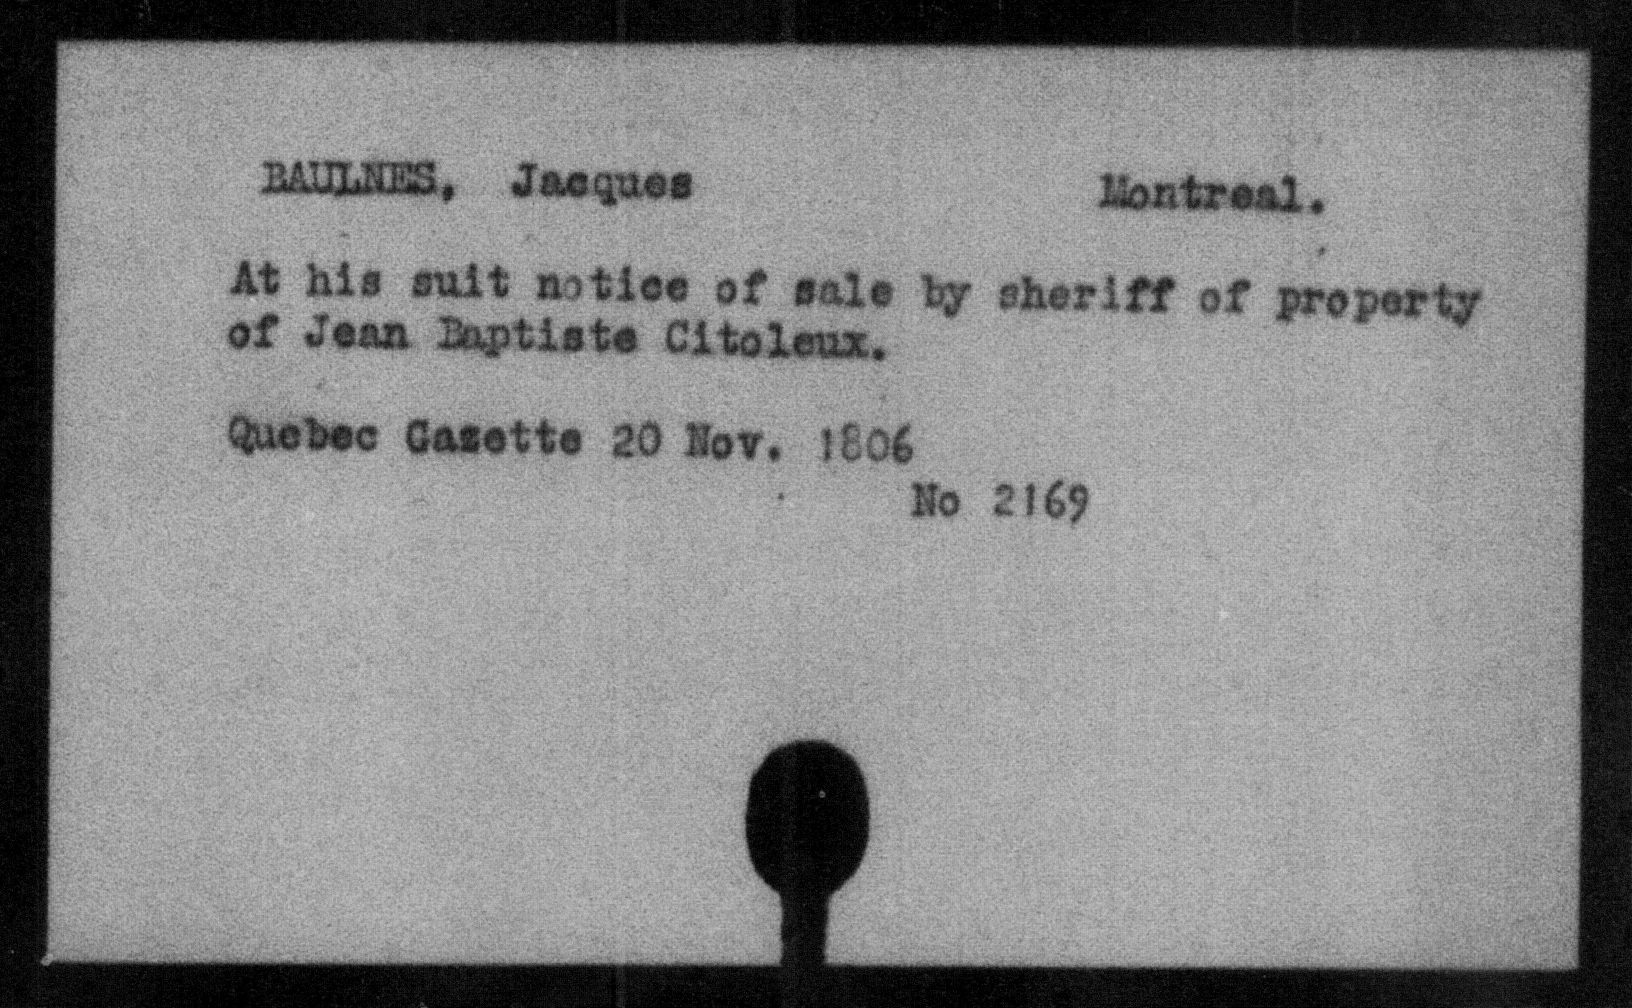 BAULNES, Jacques Montreal.
At his suit notice of sale by sheriff of property
of Jean Baptiste Citoleux.
Quebec Gazette 20 Nov. 1806
No 2169